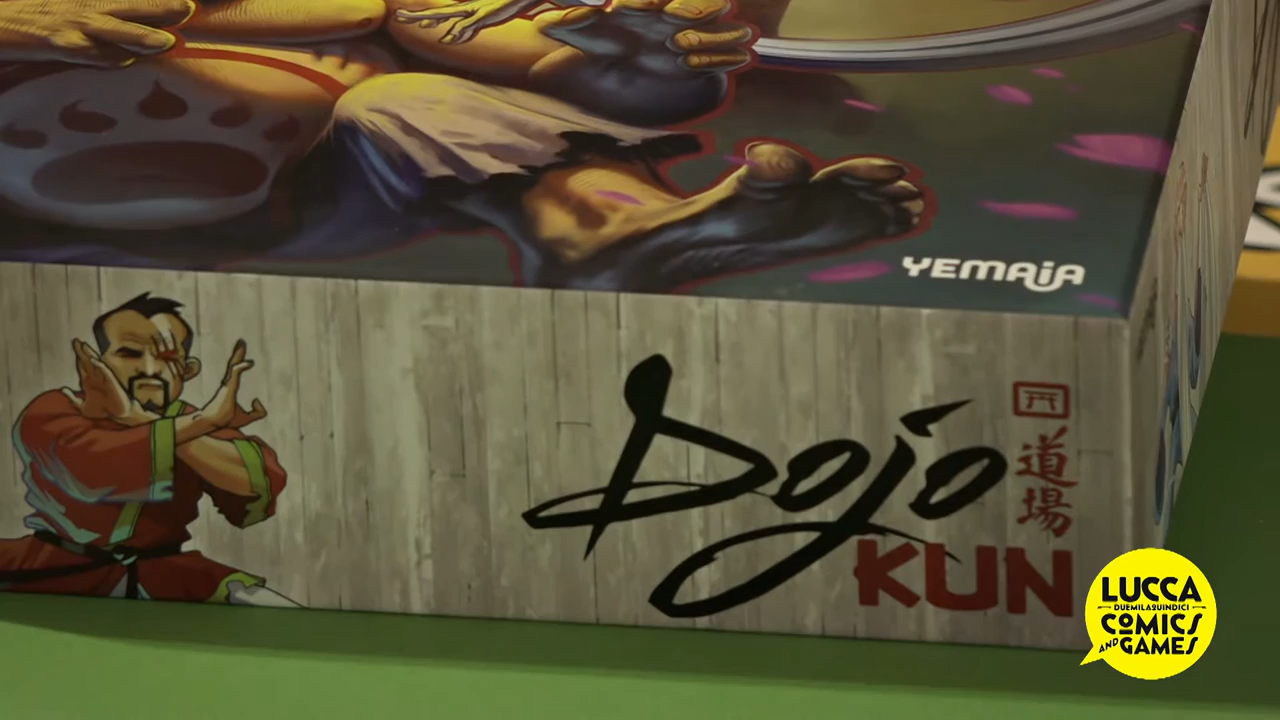 YEMAIA
Dojo
道場
KUN
LUCCA
DUEMILAQUINDICI
COMICS
AND GAMES